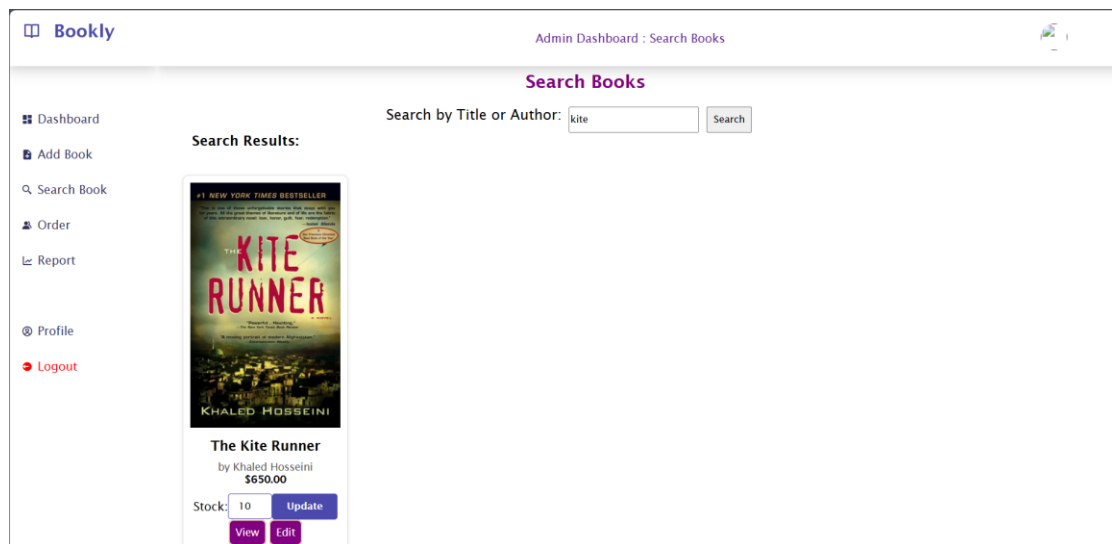 Bookly
Admin Dashboard : Search Books
Search Books
Dashboard
Add Book
Search Book
Order
Report
Profile
Logout
Search by Title or Author: kite Search
Search Results:
#1 NEW YORK TIMES BESTSELLER
THE
KITE
RUNNER
A NOVEL
KHALED HOSSEINI
The Kite Runner
by Khaled Hosseini
$650.00
Stock: 10 Update
View Edit